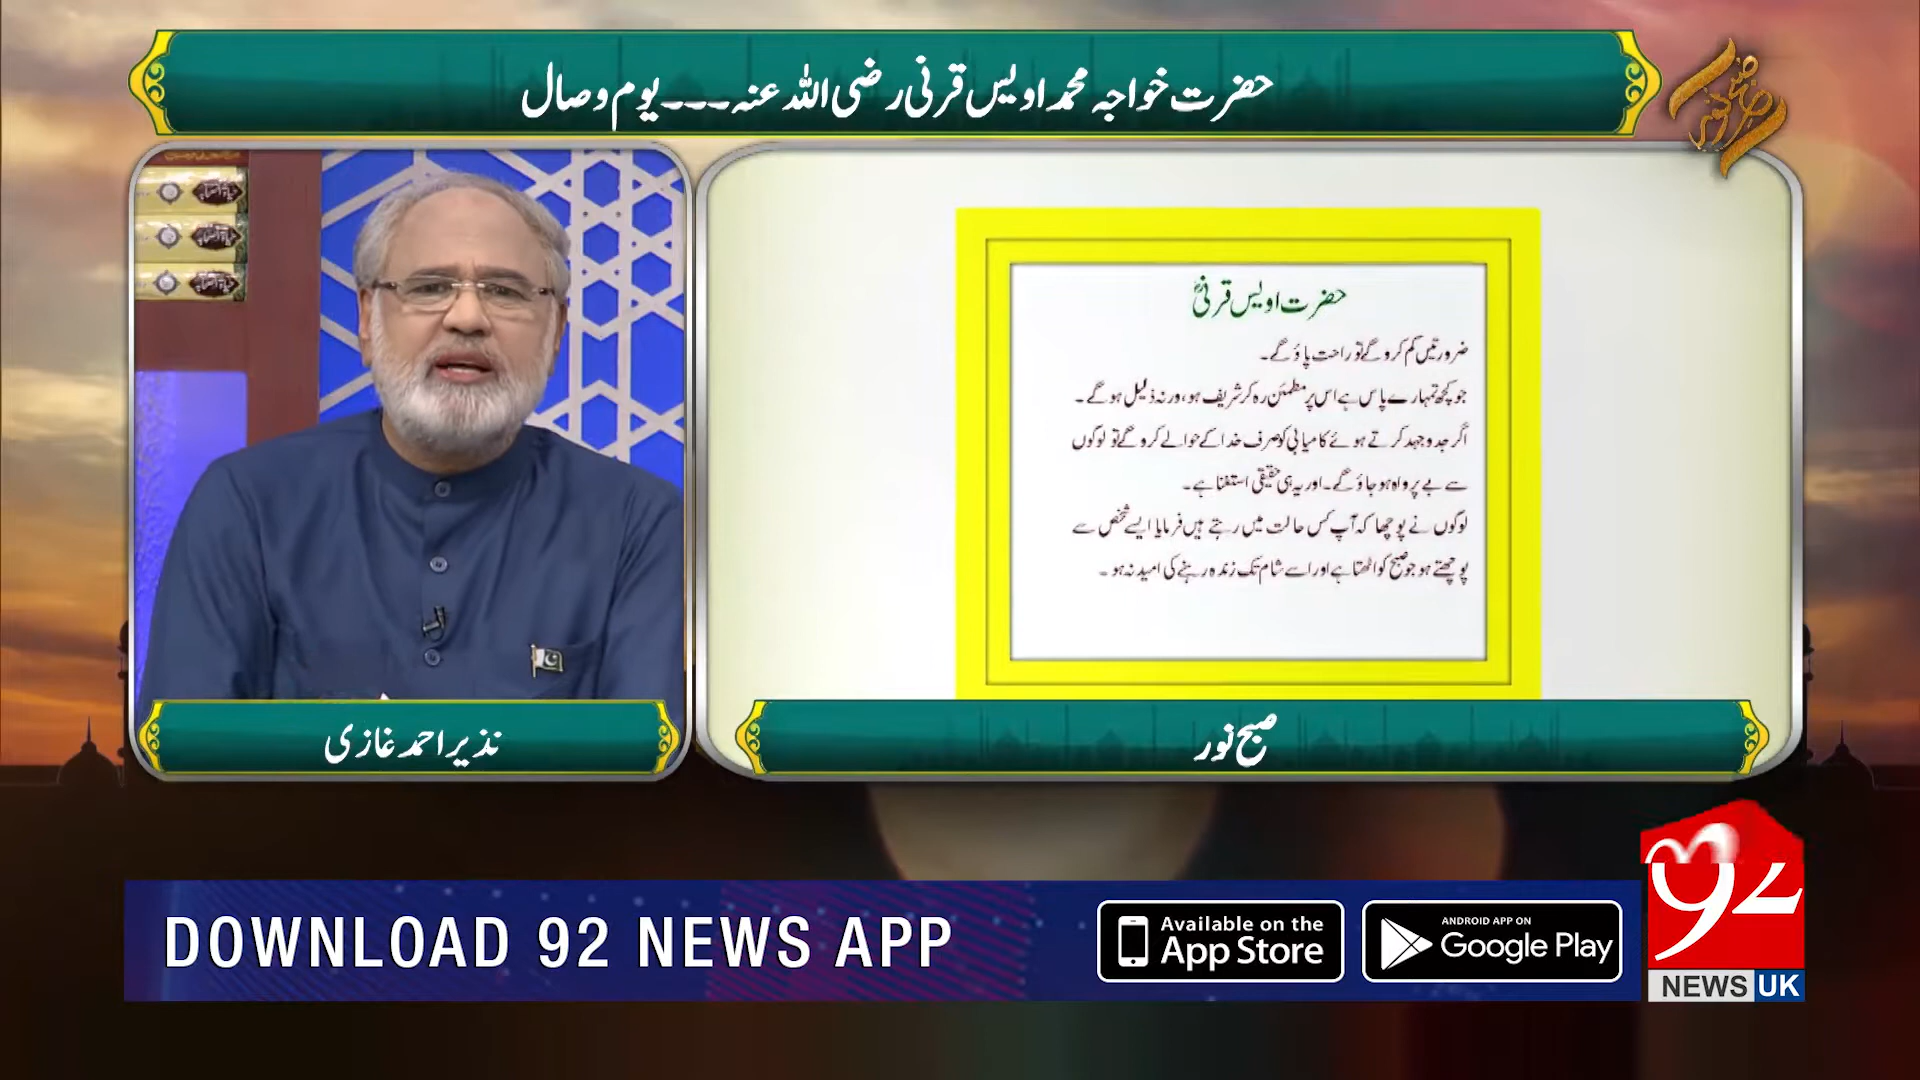 حضرت خواجہ محمد اویس قرنی رضی اللہ عنہ۔۔۔یوم وصال
حضرت اویس قرنیؓ
ضرورتیں کم کرو گے تو راحت پاؤ گے۔
جو کچھ تمہارے پاس ہے اس پر مطمئن رہ کر شریف ہو، ورنہ ذلیل ہو گے۔
اگر جدوجہد کرتے ہوئے کامیابی کو صرف خدا کے حوالے کرو گے تو لوگوں
سے بے پرواہ ہو جاؤ گے۔ اور یہ ہی حقیقی استغنا ہے۔
لوگوں نے پوچھا کہ آپ کس حالت میں رہتے ہیں فرمایا ایسے شخص سے
پوچھتے ہو جو صبح کو اٹھتا ہے اور اسے شام تک زندہ رہنے کی امید نہ ہو۔
نذیر احمد غازی
صبح نور
DOWNLOAD 92 NEWS APP
Available on the
App Store
ANDROID APP ON
Google Play
92
NEWS UK